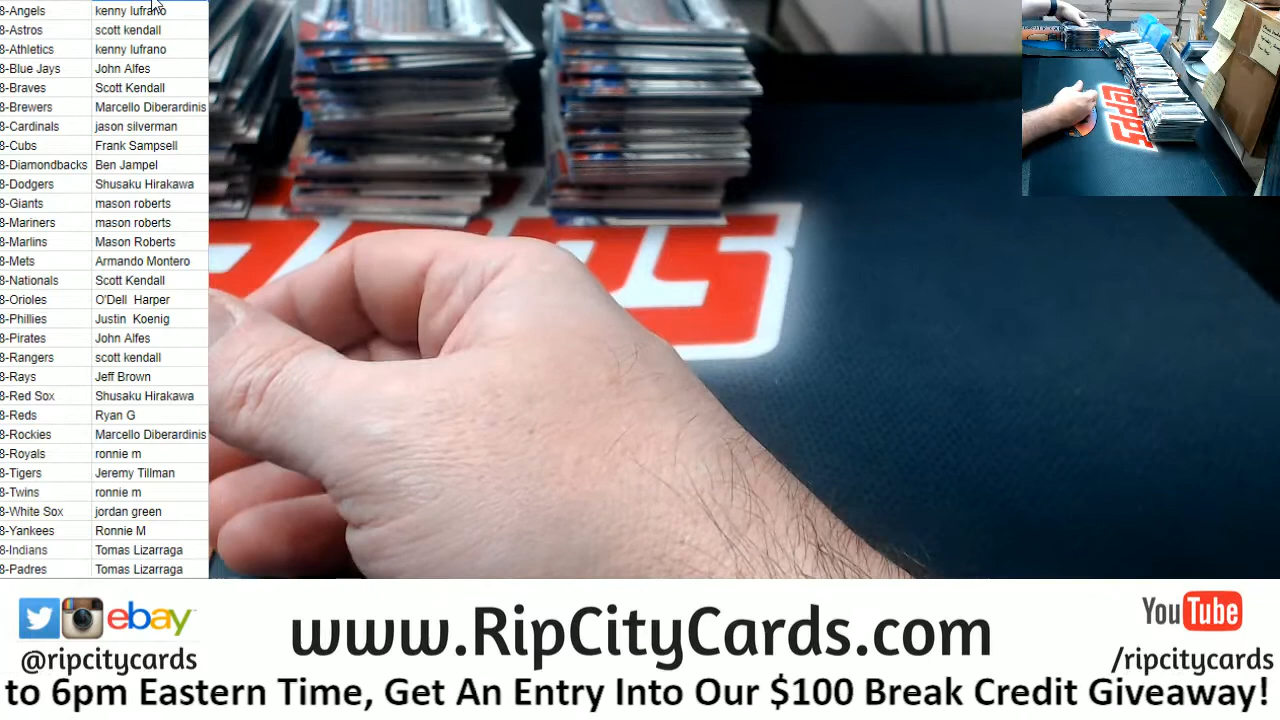 8-Angels kenny lufrano
8-Astros scott kendall
8-Athletics kenny lufrano
8-Blue Jays John Alfes
8-Braves Scott Kendall
8-Brewers Marcello Diberardinis
8-Cardinals jason silverman
8-Cubs Frank Sampsell
8-Diamondbacks Ben Jampel
8-Dodgers Shusaku Hirakawa
8-Giants mason roberts
8-Mariners mason roberts
8-Marlins Mason Roberts
8-Mets Armando Montero
8-Nationals Scott Kendall
8-Orioles O'Dell Harper
8-Phillies Justin Koenig
8-Pirates John Alfes
8-Rangers scott kendall
8-Rays Jeff Brown
8-Red Sox Shusaku Hirakawa
8-Reds Ryan G
8-Rockies Marcello Diberardinis
8-Royals ronnie m
8-Tigers Jeremy Tillman
8-Twins ronnie m
8-White Sox jordan green
8-Yankees Ronnie M
8-Indians Tomas Lizarraga
8-Padres Tomas Lizarraga
TOPPS
ebay
@ripcitycards
www.RipCityCards.com
YouTube
/ripcitycards
to 6pm Eastern Time, Get An Entry Into Our $100 Break Credit Giveaway!